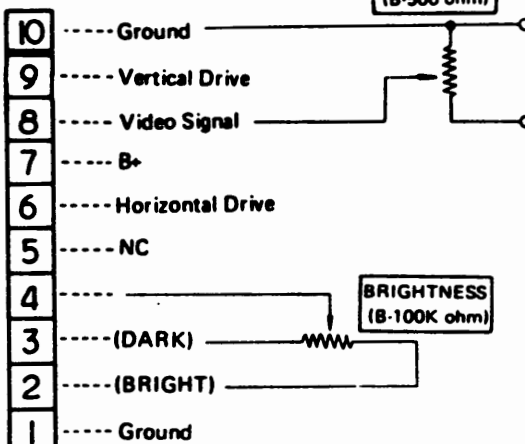 (B-500 ohm)
10 ----- Ground
9 ----- Vertical Drive
8 ----- Video Signal
7 ----- B+
6 ----- Horizontal Drive
5 ----- NC
4 -----
BRIGHTNESS
(B-100K ohm)
3 ----- (DARK)
2 ----- (BRIGHT)
1 ----- Ground